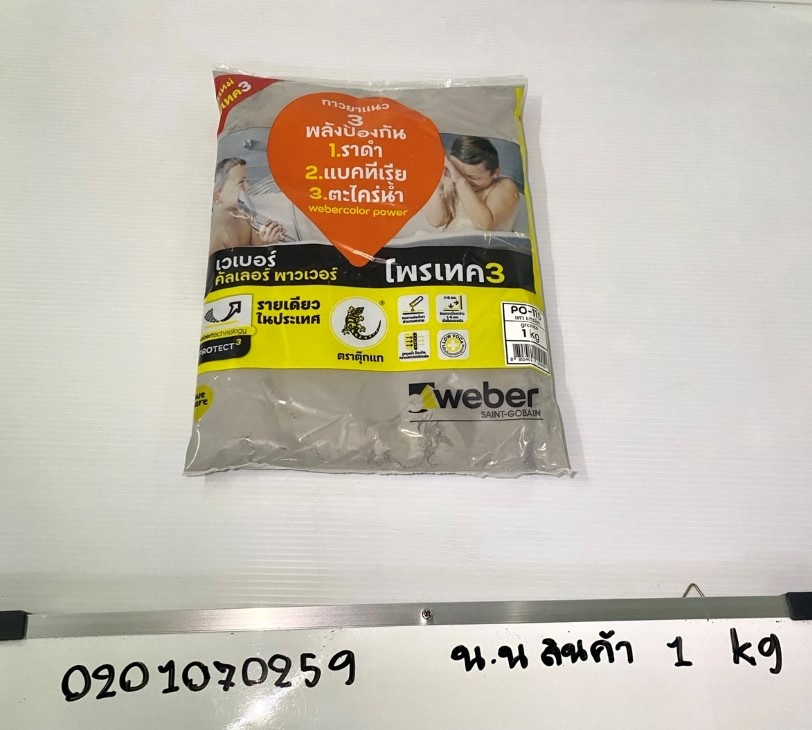 กาวยาแนว
3
พลังป้องกัน
1.ราดำ
2.แบคทีเรีย
3.ตะไคร่น้ำ
webercolor power
เวเบอร์
คัลเลอร์ พาวเวอร์
โพรเทค3
รายเดียว
ในประเทศ
technology
PROTECT³
ตราตุ๊กแก
1 kg
weber
SAINT-GOBAIN
0201070259
น.น สินค้า 1 kg